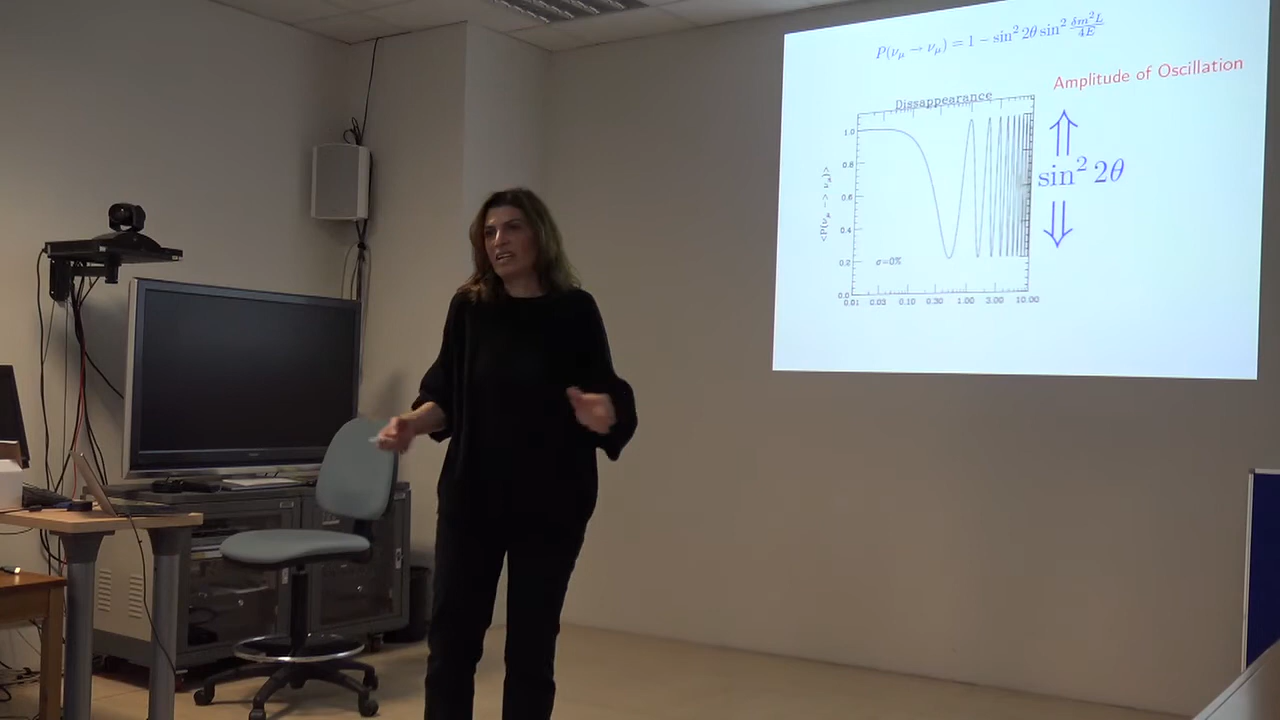 P(ν_μ → ν_μ) = 1 − sin² 2θ sin² δm²L/4E
Amplitude of Oscillation
Dissappearance
sin² 2θ
1.0
0.8
0.6
0.4
0.2
0.0
σ=0%
0.01 0.03 0.10 0.30 1.00 3.00 10.00